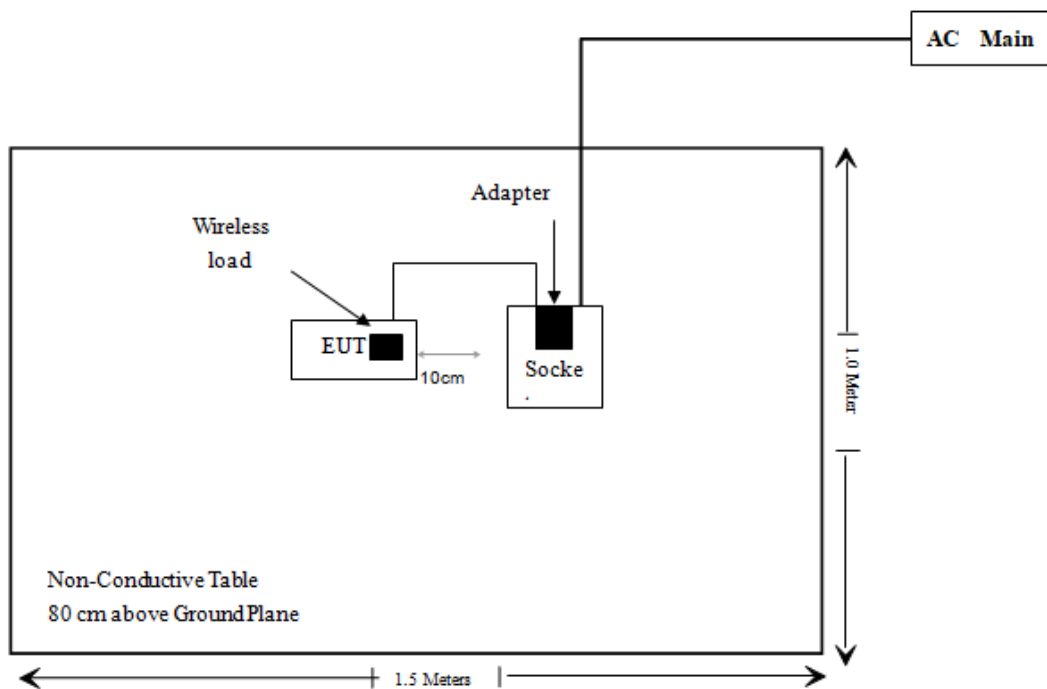 AC Main
Adapter
Wireless
load
EUT
10cm
Socke
1.0 Meter
Non-Conductive Table
80 cm above Ground Plane
1.5 Meters